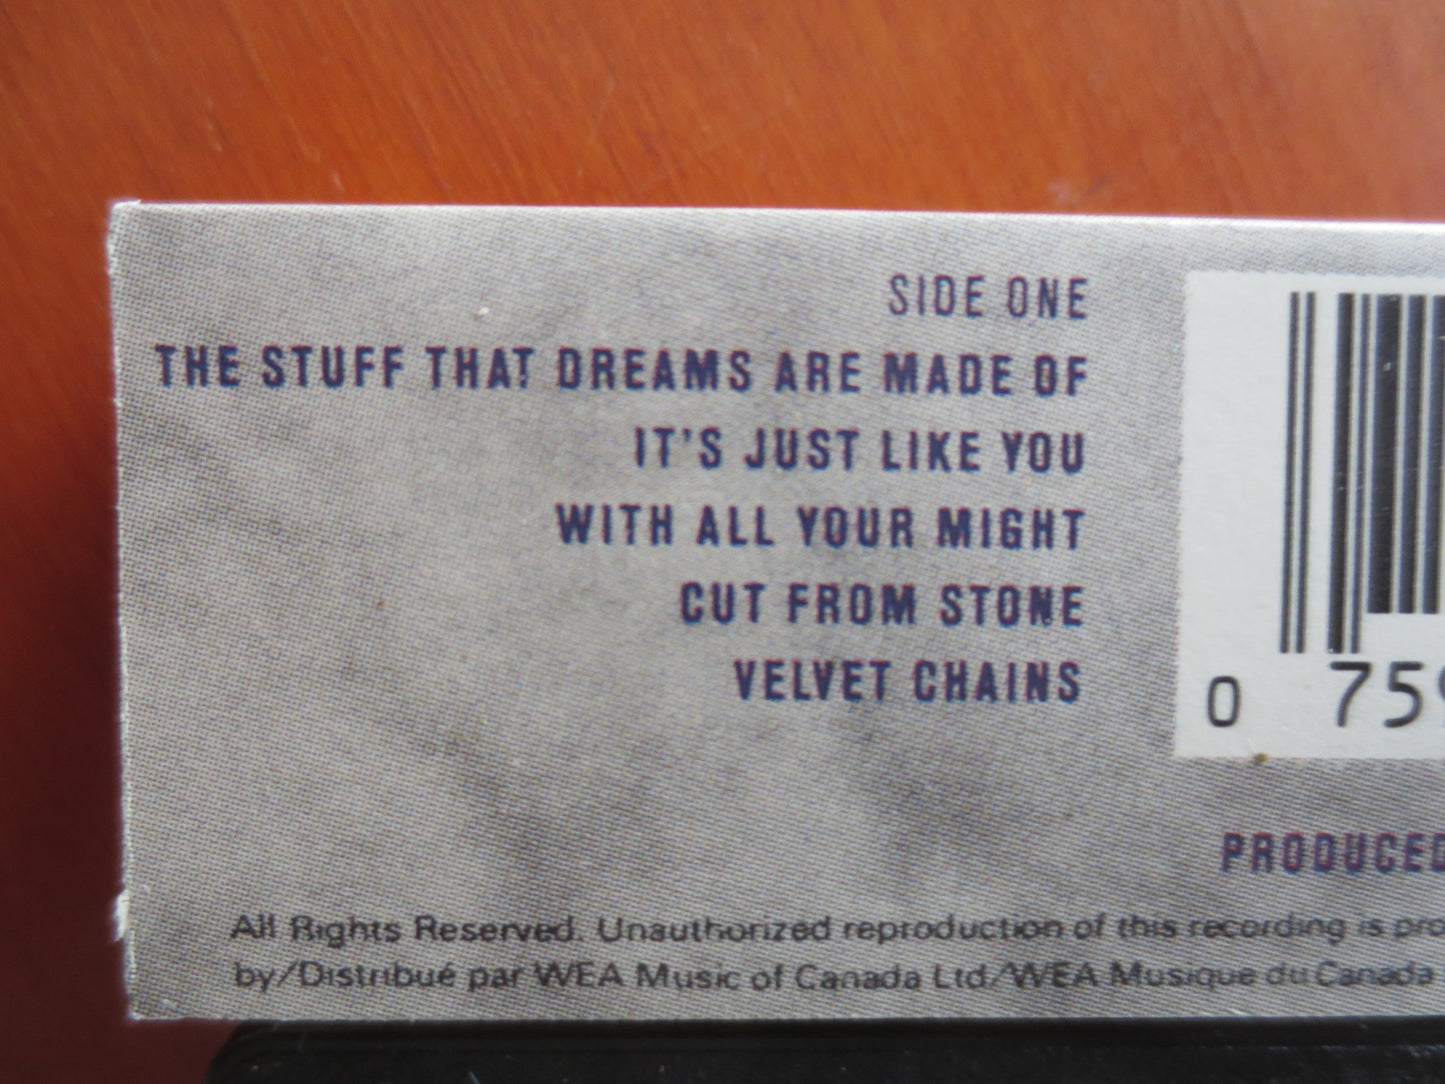 SIDE ONE
THE STUFF THAT DREAMS ARE MADE OF
IT'S JUST LIKE YOU
WITH ALL YOUR MIGHT
CUT FROM STONE
VELVET CHAINS
0 75
PRODUCED
All Rights Reserved. Unauthorized reproduction of this recording is
by/Distribué par WEA Music of Canada Ltd/WEA Musique du Canada